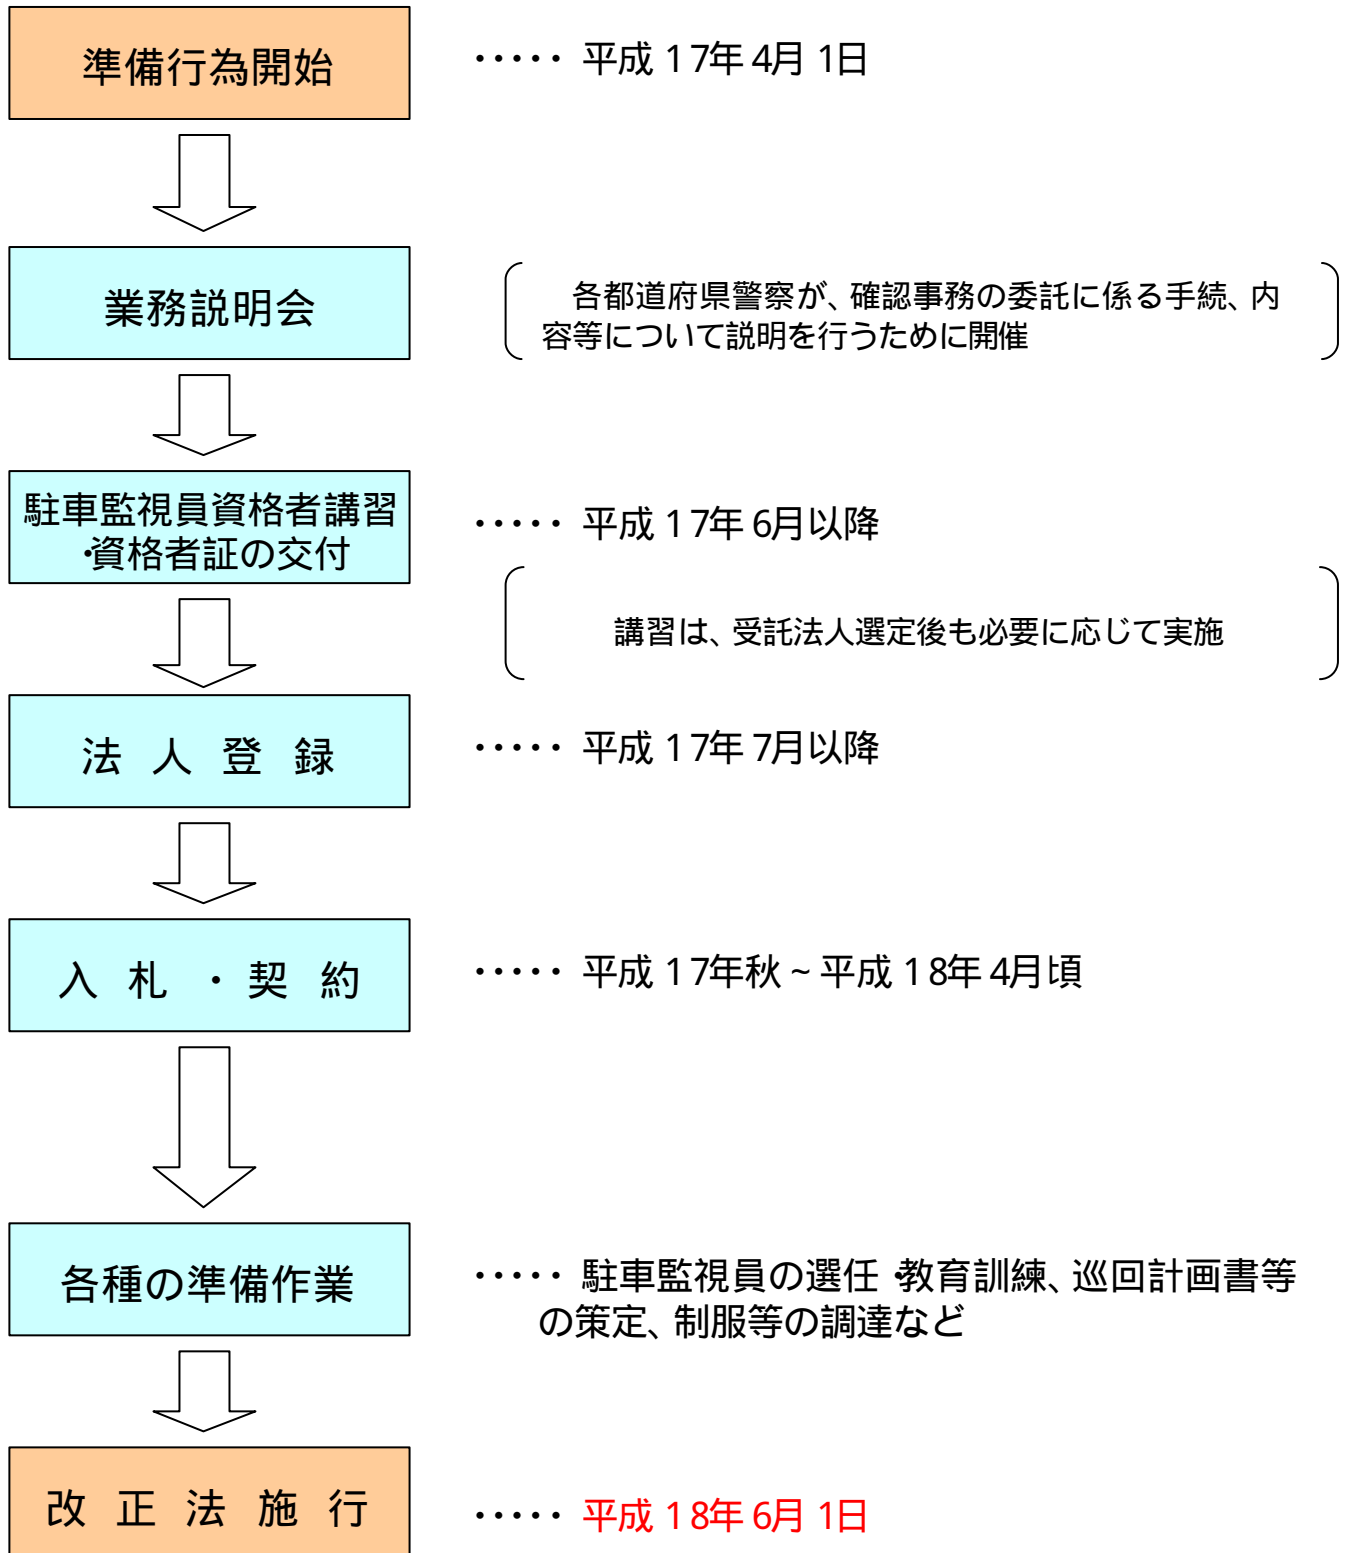 準備行為開始
・・・・・ 平成 17年 4月 1日
業務説明会
各都道府県警察が、確認事務の委託に係る手続、内
容等について説明を行うために開催
駐車監視員資格者講習
・資格者証の交付
・・・・・ 平成 17年 6月以降
講習は、受託法人選定後も必要に応じて実施
法 人 登 録
・・・・・ 平成 17年 7月以降
入 札 ・ 契 約
・・・・・ 平成 17年秋 ~ 平成 18年 4月頃
各種の準備作業
・・・・・ 駐車監視員の選任・教育訓練、巡回計画書等
の策定、制服等の調達など
改 正 法 施 行
・・・・・ 平成 18年 6月 1日